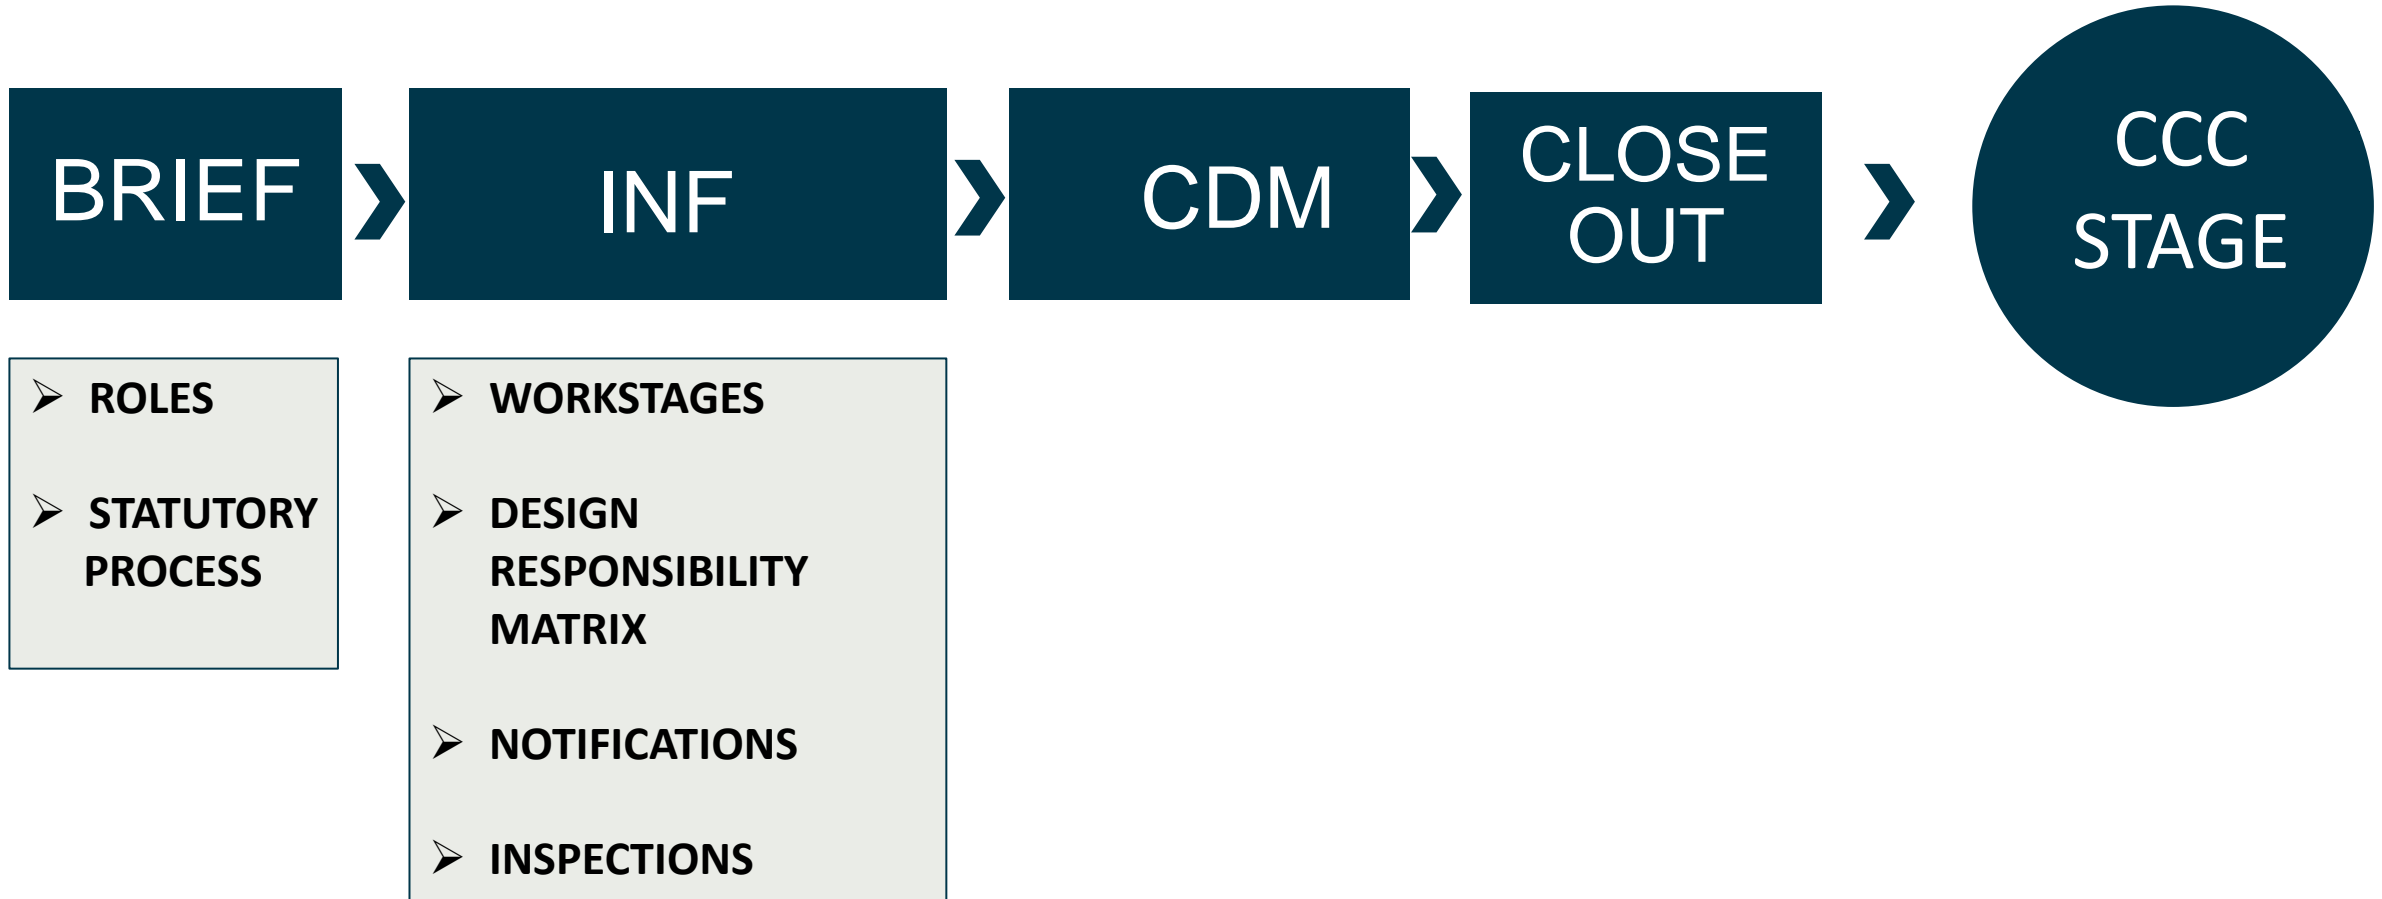 BRIEF
INF
CDM
CLOSE
OUT
CCC
STAGE
ROLES
STATUTORY
PROCESS
WORKSTAGES
DESIGN
RESPONSIBILITY
MATRIX
NOTIFICATIONS
INSPECTIONS